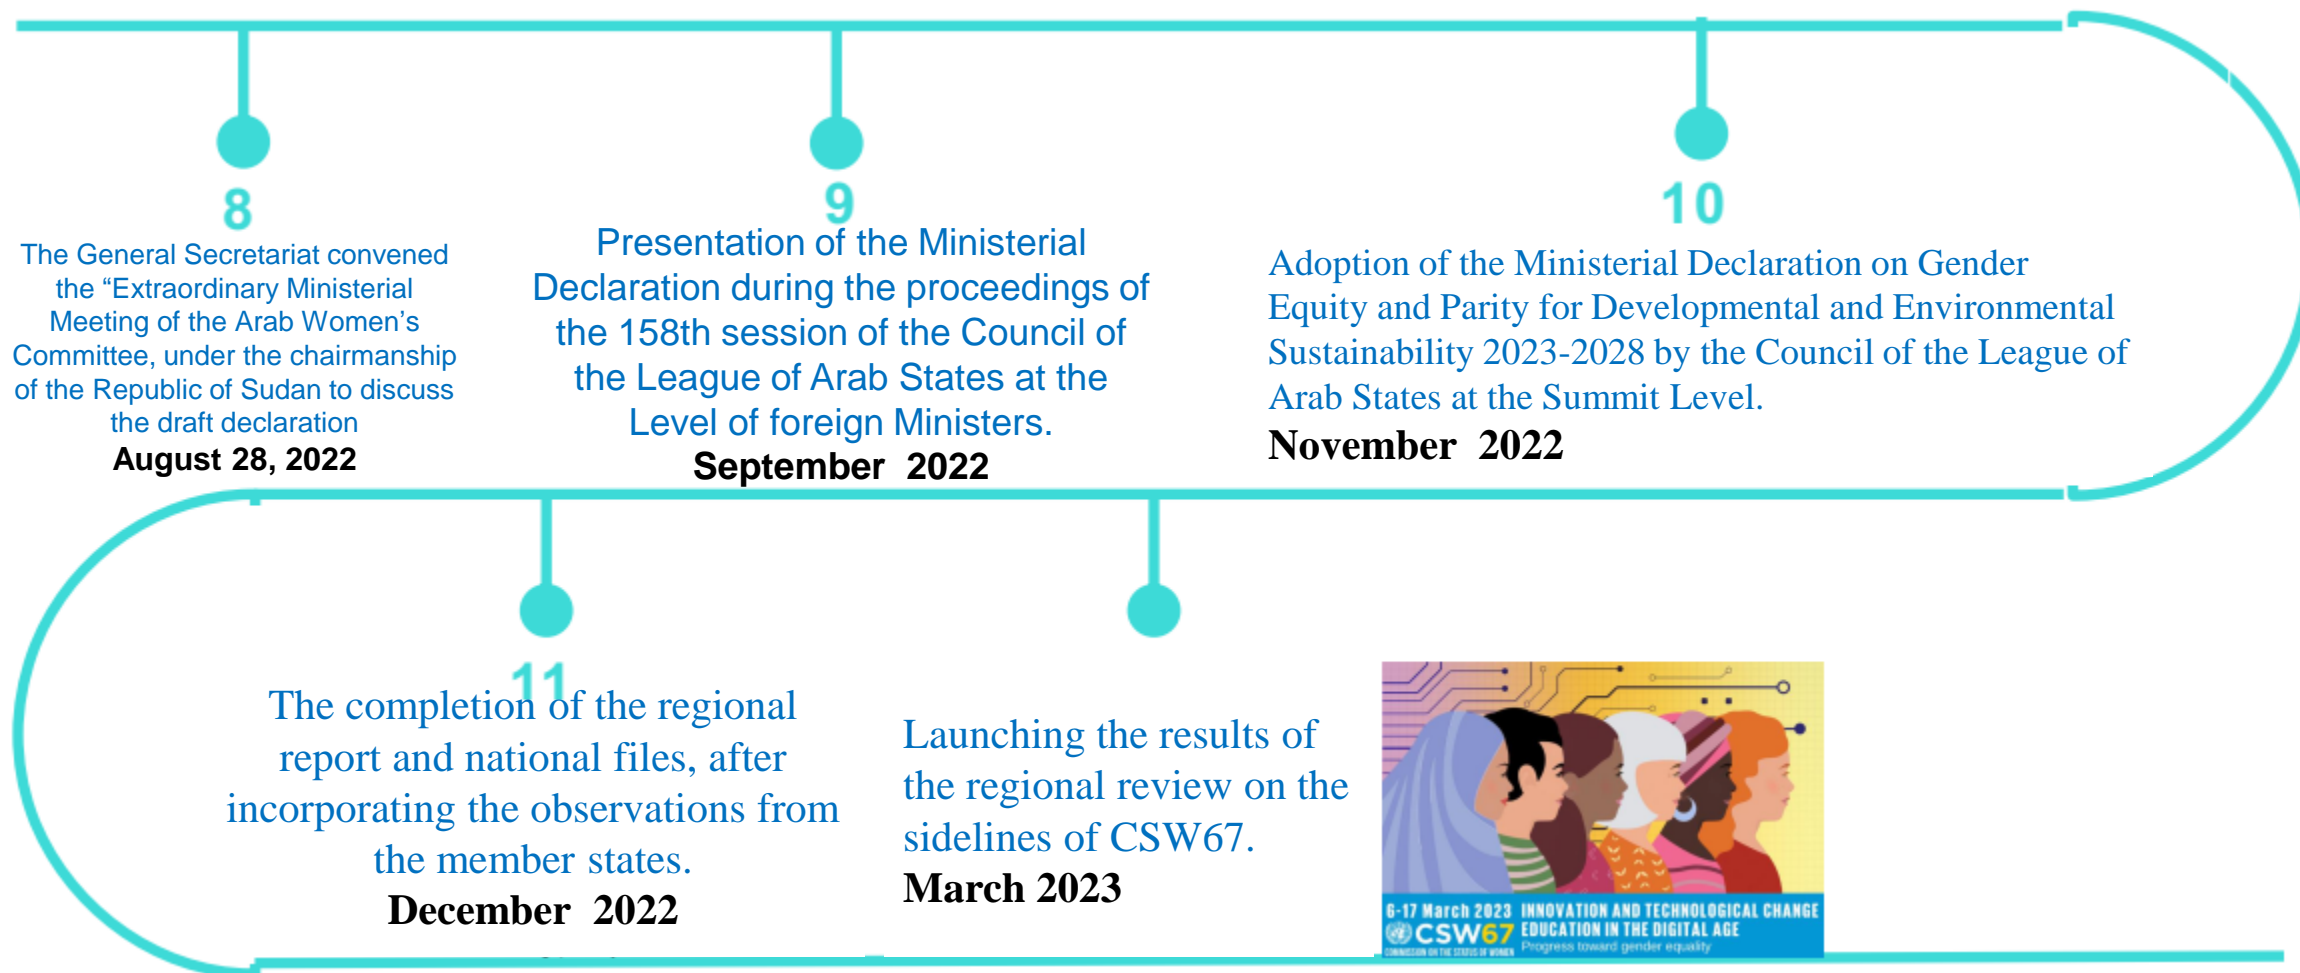 8
The General Secretariat convened
the “Extraordinary Ministerial
Meeting of the Arab Women’s
Committee, under the chairmanship
of the Republic of Sudan to discuss
the draft declaration
August 28, 2022
9
Presentation of the Ministerial
Declaration during the proceedings of
the 158th session of the Council of
the League of Arab States at the
Level of foreign Ministers.
September 2022
10
Adoption of the Ministerial Declaration on Gender
Equity and Parity for Developmental and Environmental
Sustainability 2023-2028 by the Council of the League of
Arab States at the Summit Level.
November 2022
11
The completion of the regional
report and national files, after
incorporating the observations from
the member states.
December 2022
Launching the results of
the regional review on the
sidelines of CSW67.
March 2023
6-17 March 2023
CSW67
COMMISSION ON THE STATUS OF WOMEN
INNOVATION AND TECHNOLOGICAL CHANGE
EDUCATION IN THE DIGITAL AGE
Progress toward gender equality